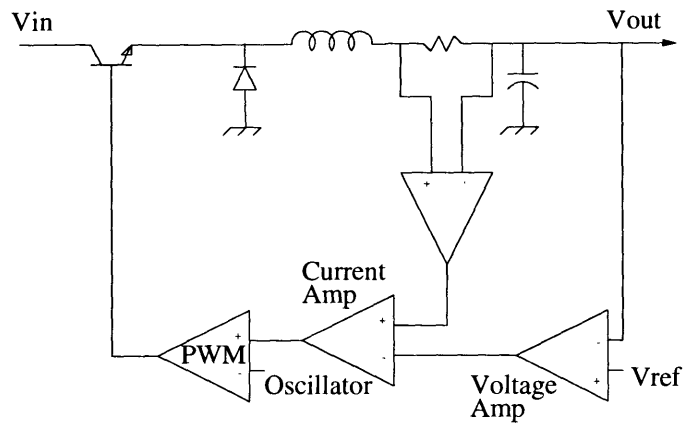 Vin
Vout
+ -
Current
Amp
+
-
PWM
+
-
Oscillator
-
+
Vref
Voltage
Amp